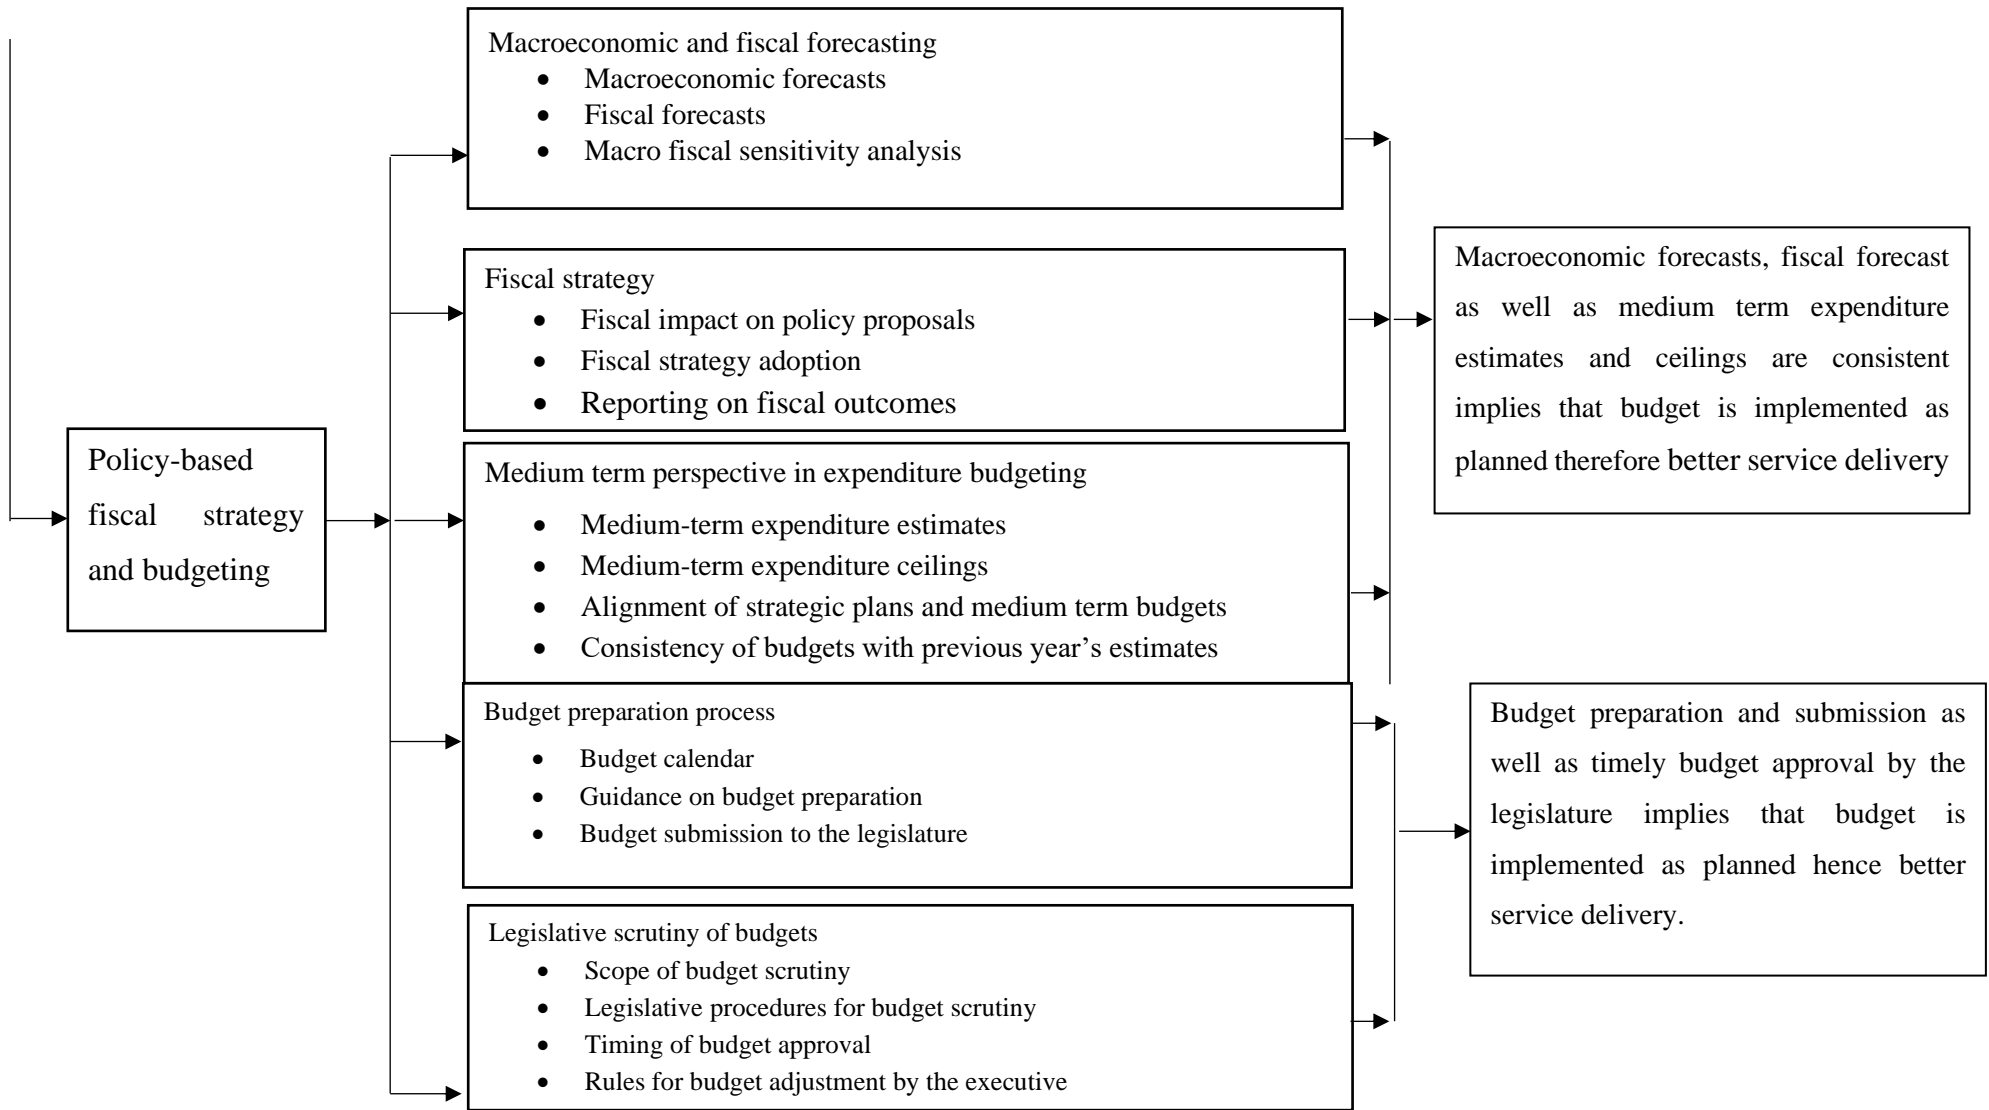 Macroeconomic and fiscal forecasting
• Macroeconomic forecasts
• Fiscal forecasts
• Macro fiscal sensitivity analysis
Fiscal strategy
• Fiscal impact on policy proposals
• Fiscal strategy adoption
• Reporting on fiscal outcomes
Macroeconomic forecasts, fiscal forecast
as well as medium term expenditure
estimates and ceilings are consistent
implies that budget is implemented as
planned therefore better service delivery
Policy-based
fiscal strategy
and budgeting
Medium term perspective in expenditure budgeting
• Medium-term expenditure estimates
• Medium-term expenditure ceilings
• Alignment of strategic plans and medium term budgets
• Consistency of budgets with previous year’s estimates
Budget preparation process
• Budget calendar
• Guidance on budget preparation
• Budget submission to the legislature
Budget preparation and submission as
well as timely budget approval by the
legislature implies that budget is
implemented as planned hence better
service delivery.
Legislative scrutiny of budgets
• Scope of budget scrutiny
• Legislative procedures for budget scrutiny
• Timing of budget approval
• Rules for budget adjustment by the executive